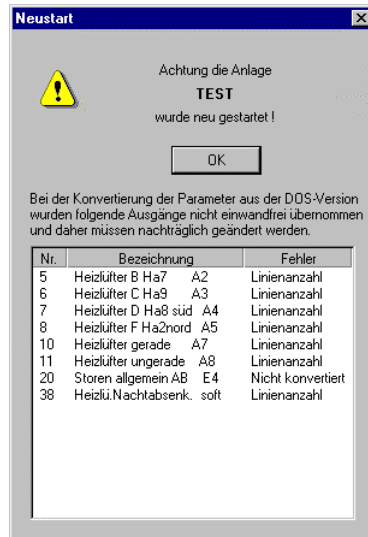 Neustart
Achtung die Anlage
TEST
wurde neu gestartet !
OK
Bei der Konvertierung der Parameter aus der DOS-Version
wurden folgende Ausgänge nicht einwandfrei übernommen
und daher müssen nachträglich geändert werden.
Nr. Bezeichnung Fehler
5 Heizlüfter B Ha7 A2 Linienanzahl
6 Heizlüfter C Ha9 A3 Linienanzahl
7 Heizlüfter D Ha8 süd A4 Linienanzahl
8 Heizlüfter F Ha2nord A5 Linienanzahl
10 Heizlüfter gerade A7 Linienanzahl
11 Heizlüfter ungerade A8 Linienanzahl
20 Storen allgemein AB E4 Nicht konvertiert
38 Heizlü.Nachtabsenk. soft Linienanzahl